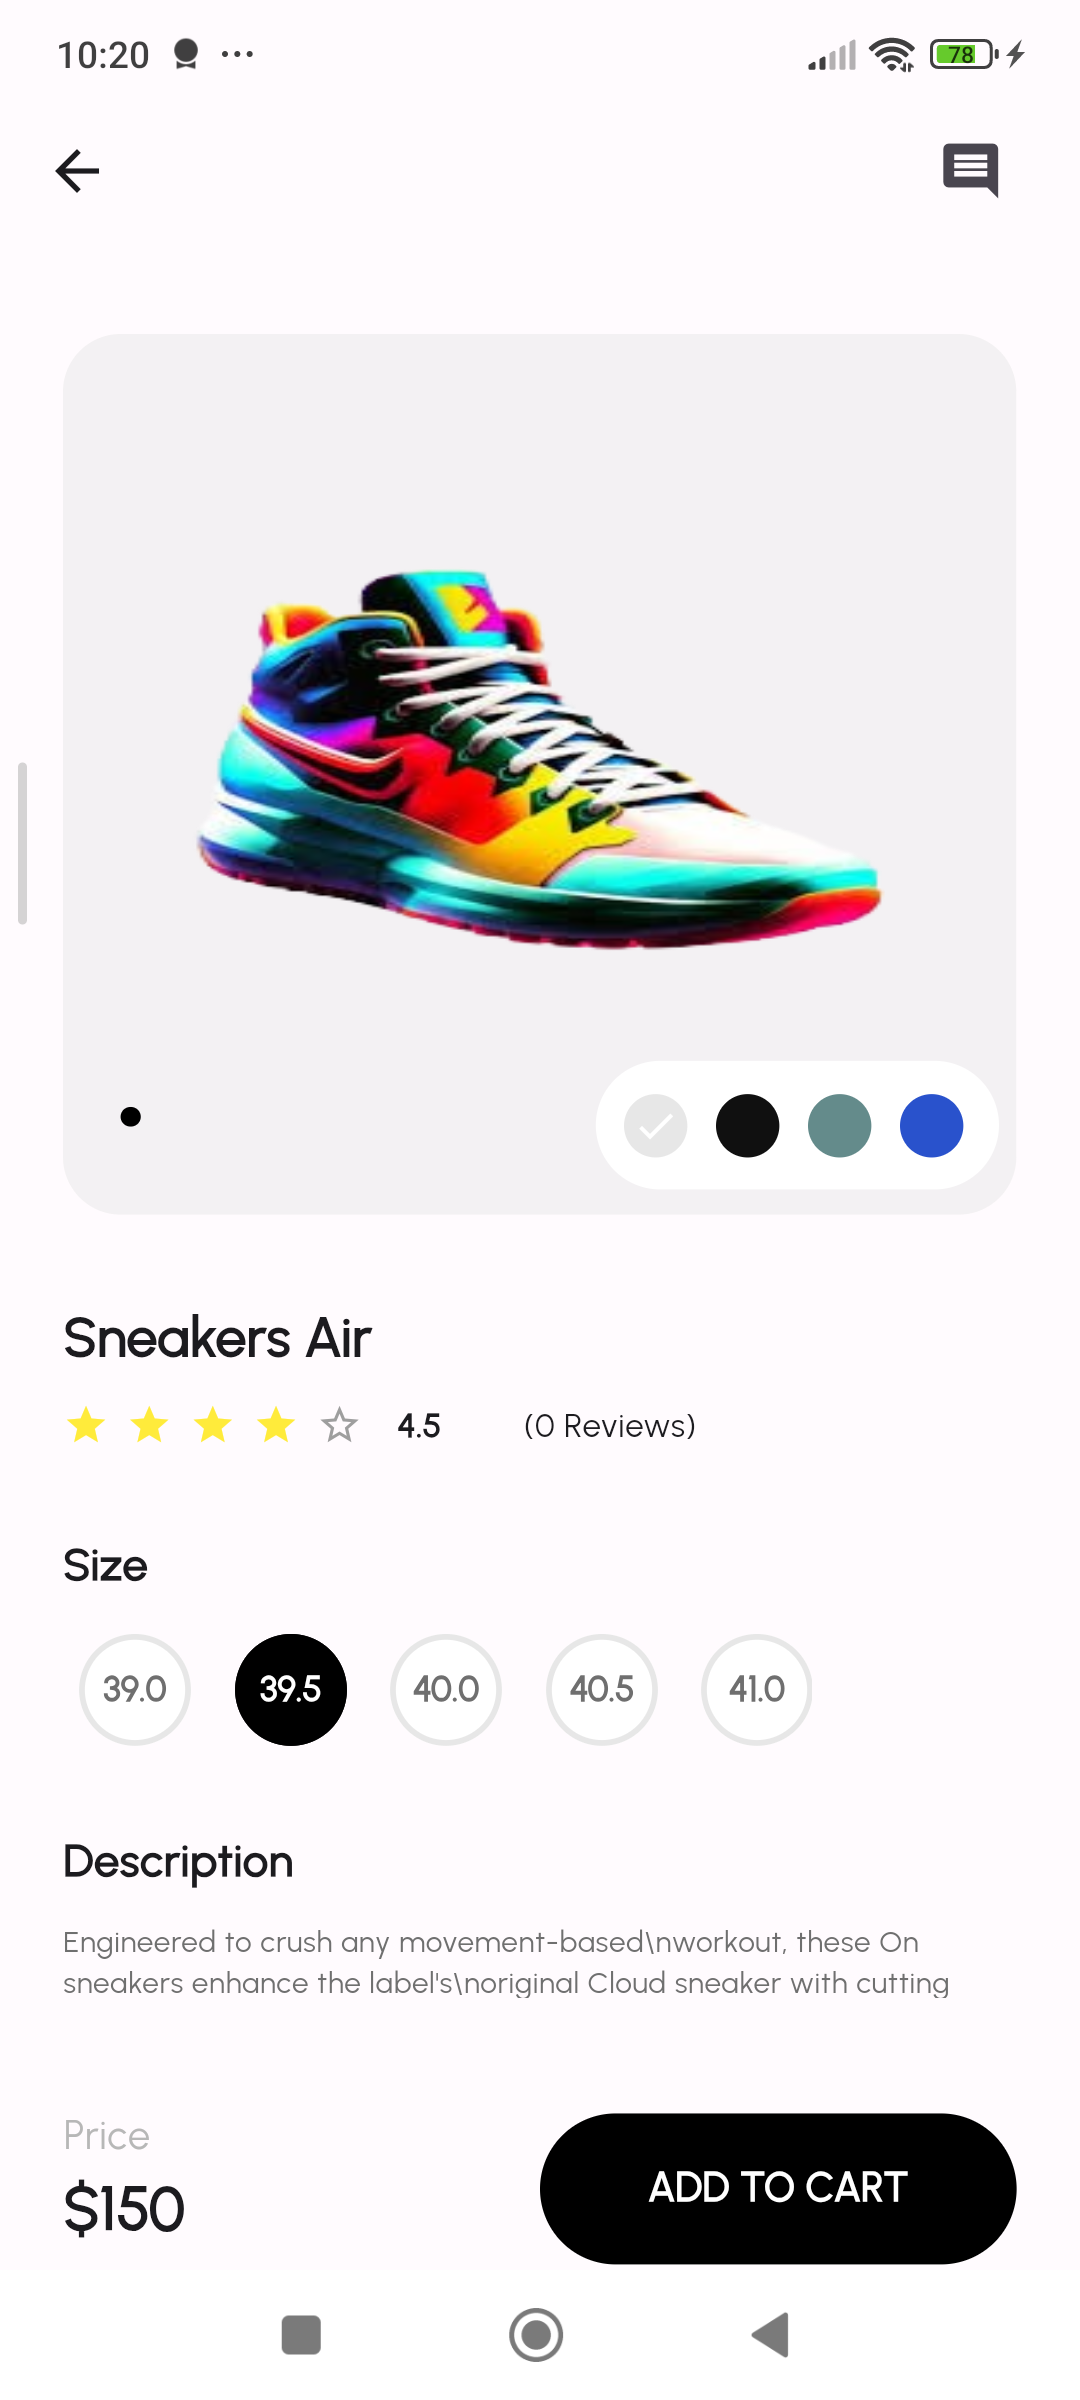 10:20
78
Sneakers Air
4.5 (0 Reviews)
Size
39.0 39.5 40.0 40.5 41.0
Description
Engineered to crush any movement-based\nworkout, these On
sneakers enhance the label's\noriginal Cloud sneaker with cutting
Price
$150
ADD TO CART